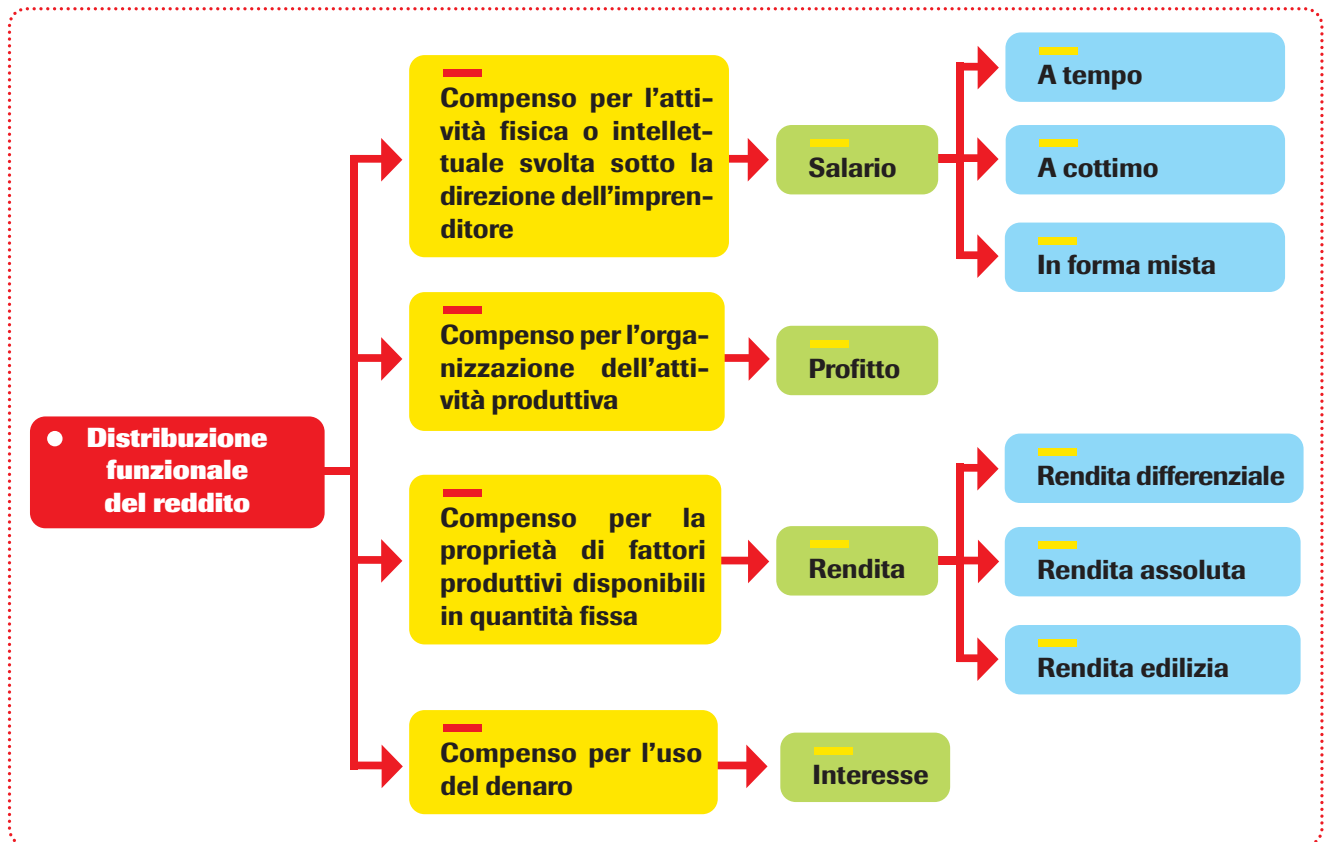 Distribuzione
funzionale
del reddito
Compenso per l'atti-
vità fisica o intellet-
tuale svolta sotto la
direzione dell'impren-
ditore
Salario
A tempo
A cottimo
In forma mista
Compenso per l'orga-
nizzazione dell'atti-
vità produttiva
Profitto
Compenso per la
proprietà di fattori
produttivi disponibili
in quantità fissa
Rendita
Rendita differenziale
Rendita assoluta
Rendita edilizia
Compenso per l'uso
del denaro
Interesse